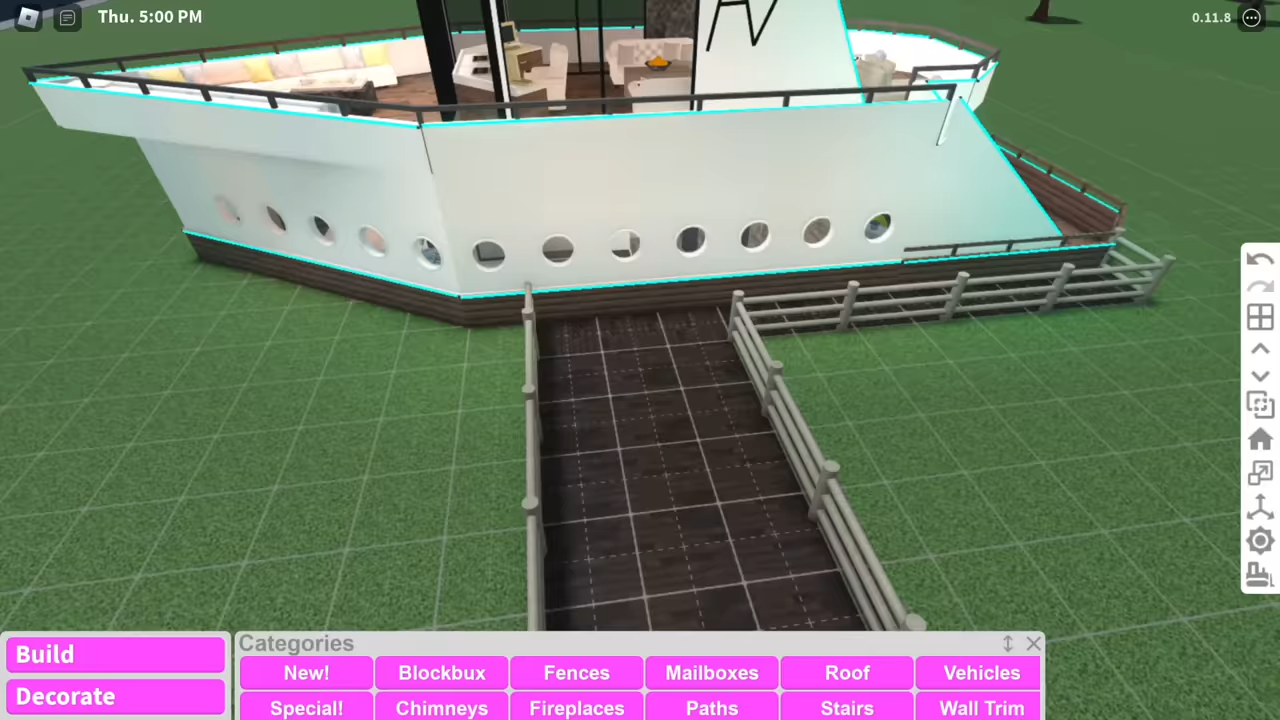 Thu. 5:00 PM
0.11.8
Build
Decorate
Categories
New!
Blockbux
Fences
Mailboxes
Roof
Vehicles
Special!
Chimneys
Fireplaces
Paths
Stairs
Wall Trim